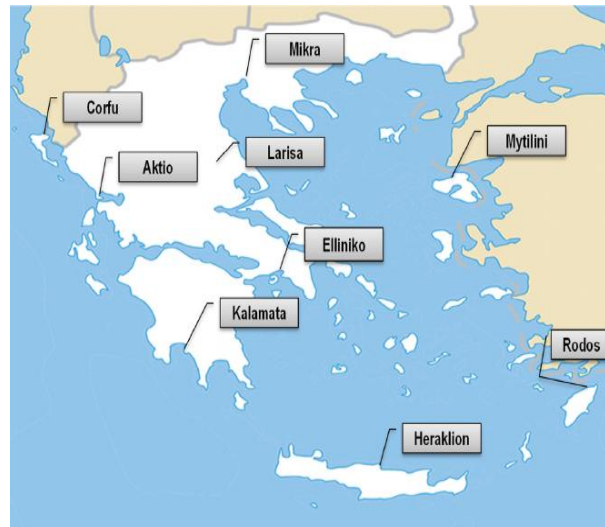 Mikra
Corfu
Mytilini
Larisa
Aktio
Elliniko
Kalamata
Rodos
Heraklion